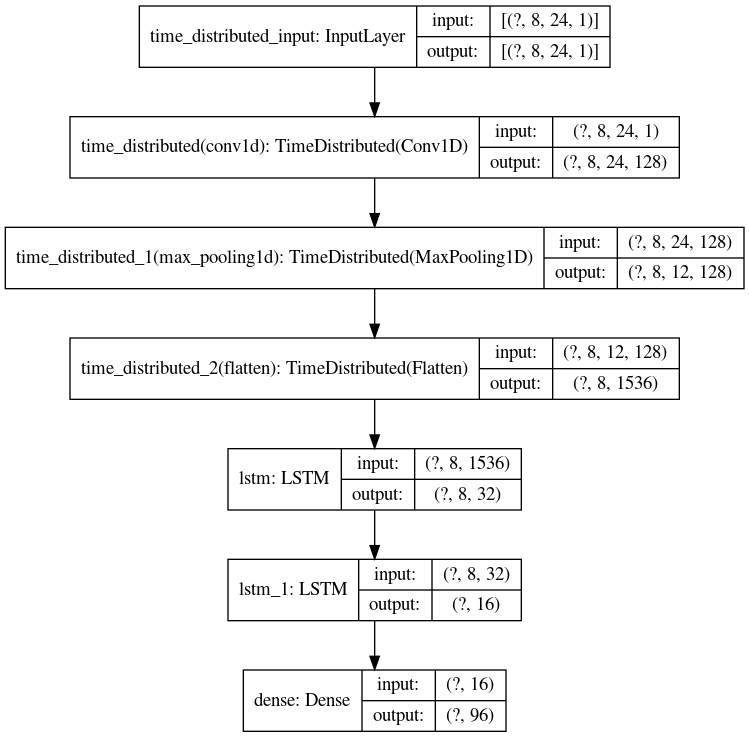 time_distributed_input: InputLayer
input:
[(?, 8, 24, 1)]
output:
[(?, 8, 24, 1)]
time_distributed(conv1d): TimeDistributed(Conv1D)
input:
(?, 8, 24, 1)
output:
(?, 8, 24, 128)
time_distributed_1(max_pooling1d): TimeDistributed(MaxPooling1D)
input:
(?, 8, 24, 128)
output:
(?, 8, 12, 128)
time_distributed_2(flatten): TimeDistributed(Flatten)
input:
(?, 8, 12, 128)
output:
(?, 8, 1536)
lstm: LSTM
input:
(?, 8, 1536)
output:
(?, 8, 32)
lstm_1: LSTM
input:
(?, 8, 32)
output:
(?, 16)
dense: Dense
input:
(?, 16)
output:
(?, 96)